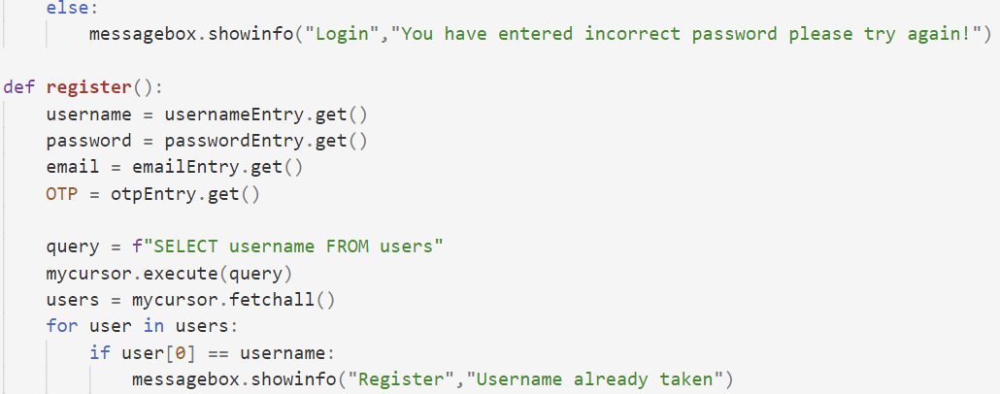 else:
messagebox.showinfo("Login","You have entered incorrect password please try again!")
def register():
username = usernameEntry.get()
password = passwordEntry.get()
email = emailEntry.get()
OTP = otpEntry.get()
query = f"SELECT username FROM users"
mycursor.execute(query)
users = mycursor.fetchall()
for user in users:
if user[0] == username:
messagebox.showinfo("Register","Username already taken")